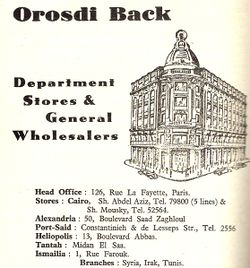 Orosdi Back
Department
Stores &
General
Wholesalers
Head Office : 126, Rue La Fayette, Paris.
Stores : Cairo, Sh. Abdel Aziz, Tel. 79800 (5 lines) &
Sh. Mousky, Tel. 52564.
Alexandria : 50, Boulevard Saad Zaghloul
Port-Said : Constantinich & de Lesseps Str., Tel. 2556
Heliopolis : 13, Boulevard Abbas.
Tantah : Midan El Saa.
Ismailia : 1, Rue Farouk.
Branches : Syria, Irak, Tunis.